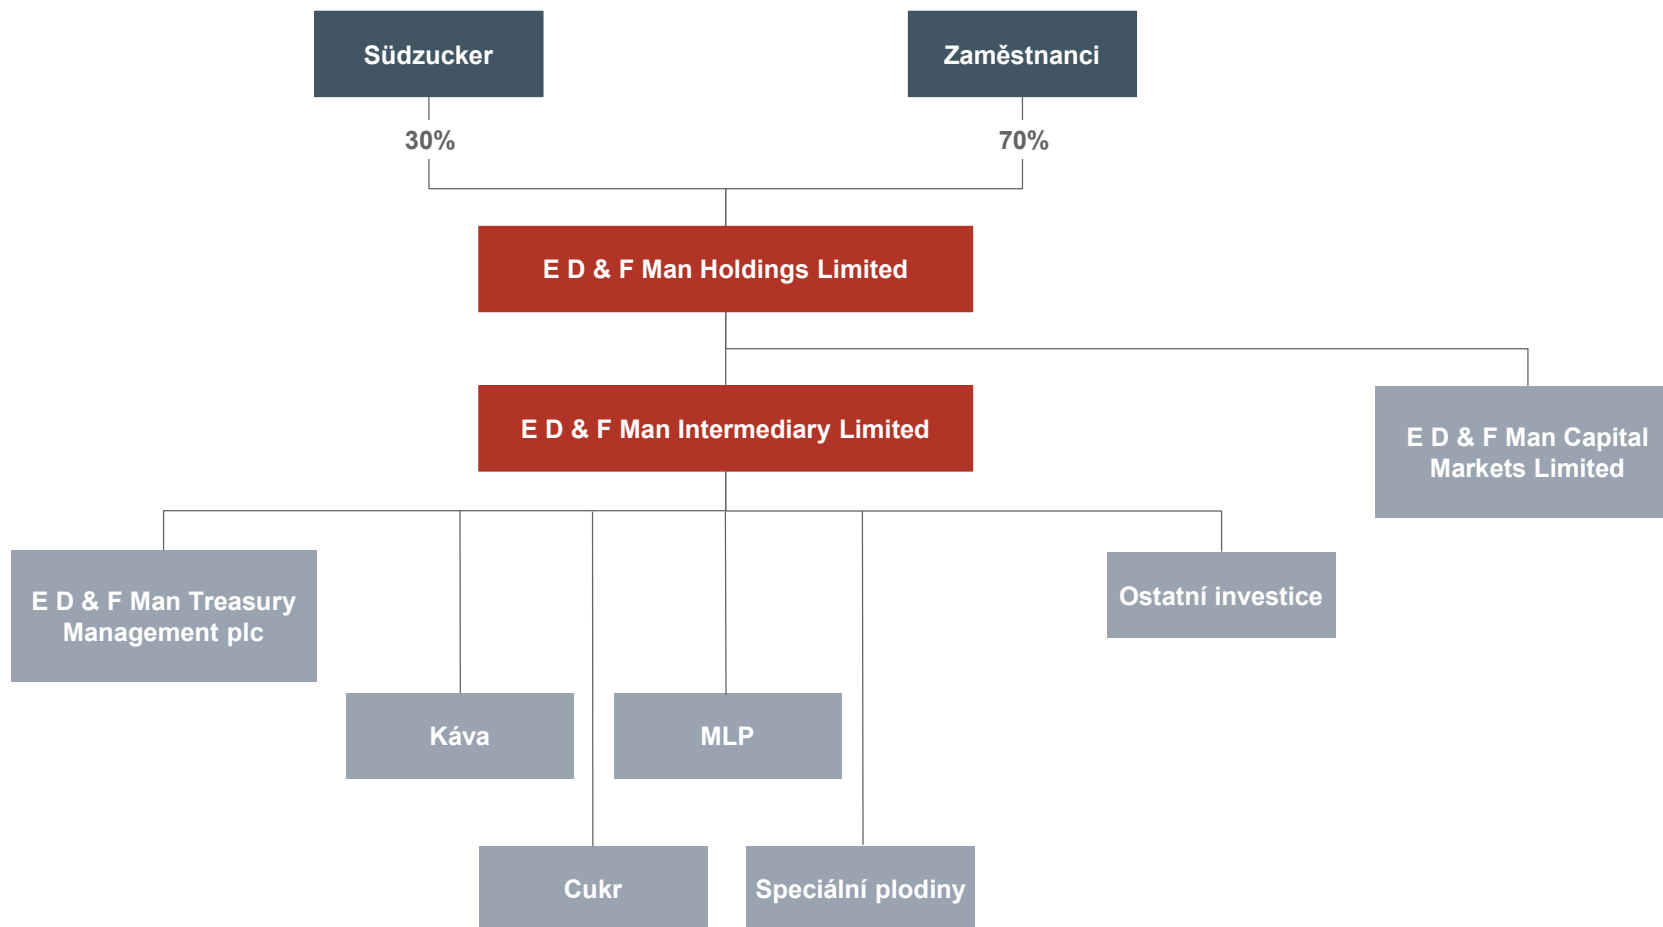 Südzucker
Zaměstnanci
30%
70%
E D & F Man Holdings Limited
E D & F Man Intermediary Limited
E D & F Man Capital
Markets Limited
E D & F Man Treasury
Management plc
Ostatní investice
Káva
MLP
Cukr
Speciální plodiny